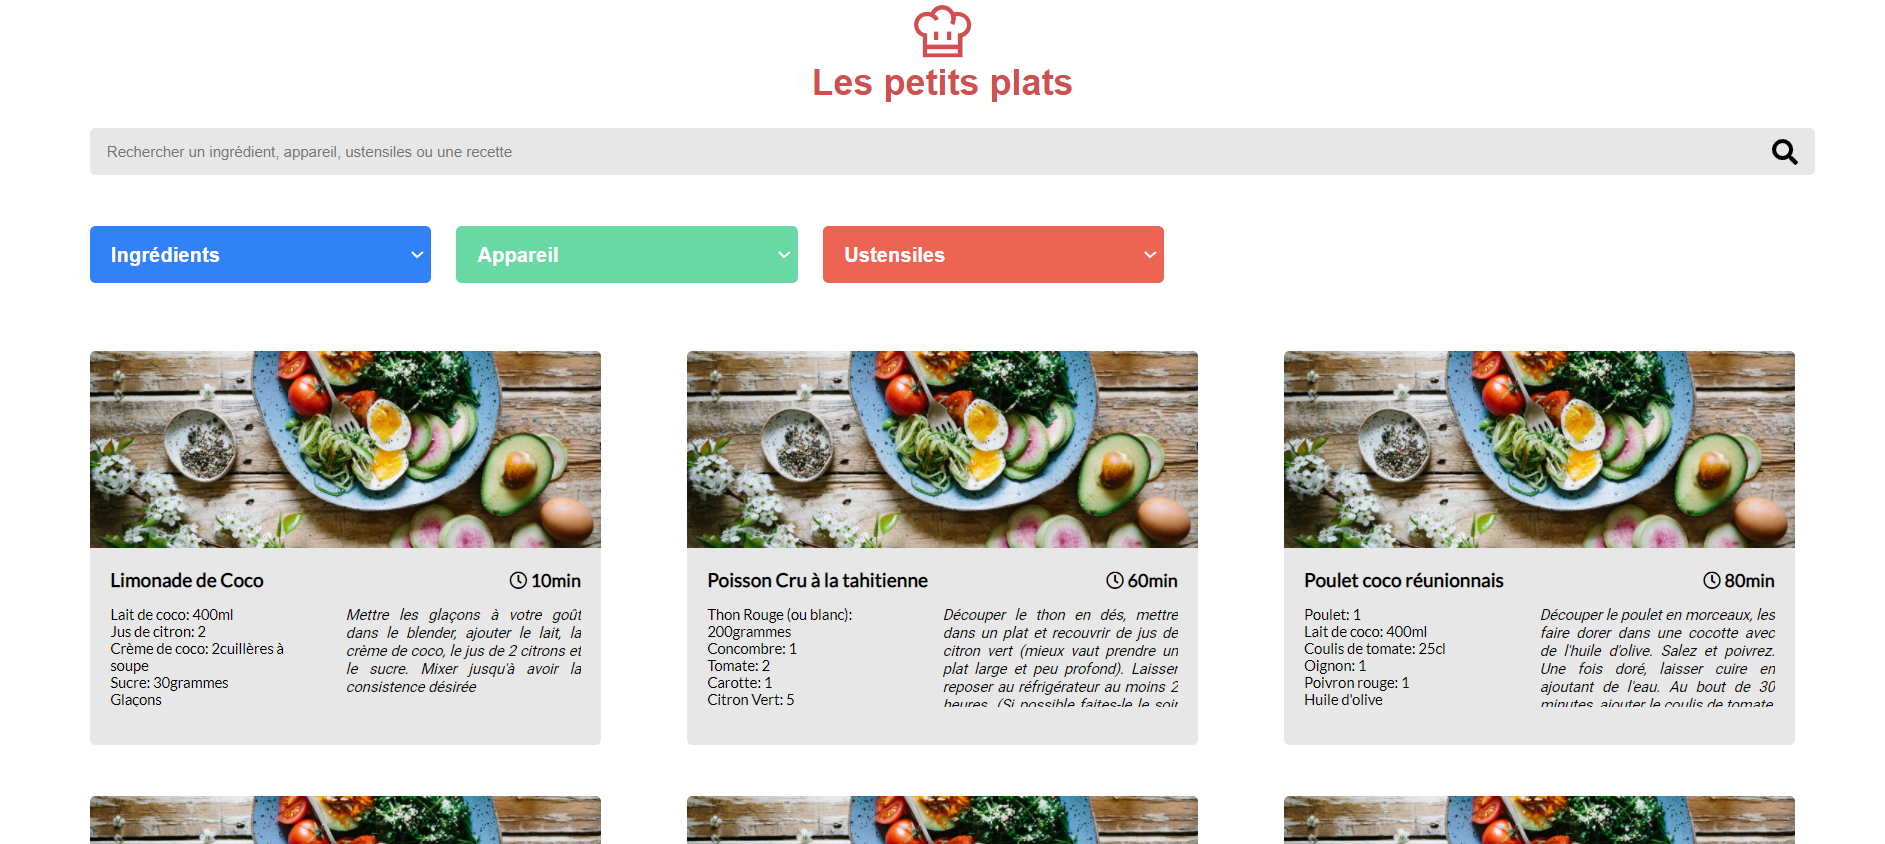 Les petits plats
Rechercher un ingrédient, appareil, ustensiles ou une recette
Ingrédients
Appareil
Ustensiles
Limonade de Coco
10min
Lait de coco: 400ml
Jus de citron: 2
Crème de coco: 2cuillères à
soupe
Sucre: 30grammes
Glaçons
Mettre les glaçons à votre goût
dans le blender, ajouter le lait, la
crème de coco, le jus de 2 citrons et
le sucre. Mixer jusqu'à avoir la
consistence désirée
Poisson Cru à la tahitienne
60min
Thon Rouge (ou blanc):
200grammes
Concombre: 1
Tomate: 2
Carotte: 1
Citron Vert: 5
Découper le thon en dés, mettre
dans un plat et recouvrir de jus de
citron vert (mieux vaut prendre un
plat large et peu profond). Laisser
reposer au réfrigérateur au moins 2
heures. (Si possible faites-le le soir
Poulet coco réunionnais
80min
Poulet: 1
Lait de coco: 400ml
Coulis de tomate: 25cl
Oignon: 1
Poivron rouge: 1
Huile d'olive
Découper le poulet en morceaux, les
faire dorer dans une cocotte avec
de l'huile d'olive. Salez et poivrez.
Une fois doré, laisser cuire en
ajoutant de l'eau. Au bout de 30
minutes, ajouter le coulis de tomate,